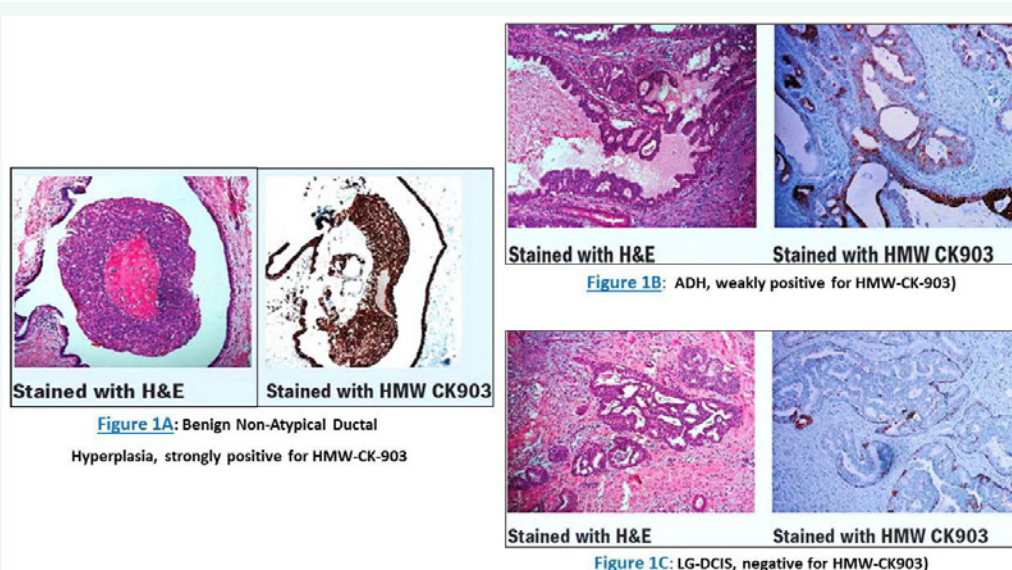 Stained with H&E
Stained with HMW CK903
Figure 1A: Benign Non-Atypical Ductal
Hyperplasia, strongly positive for HMW-CK-903
Stained with H&E
Stained with HMW CK903
Figure 1B: ADH, weakly positive for HMW-CK-903)
Stained with H&E
Stained with HMW CK903
Figure 1C: LG-DCIS, negative for HMW-CK903)